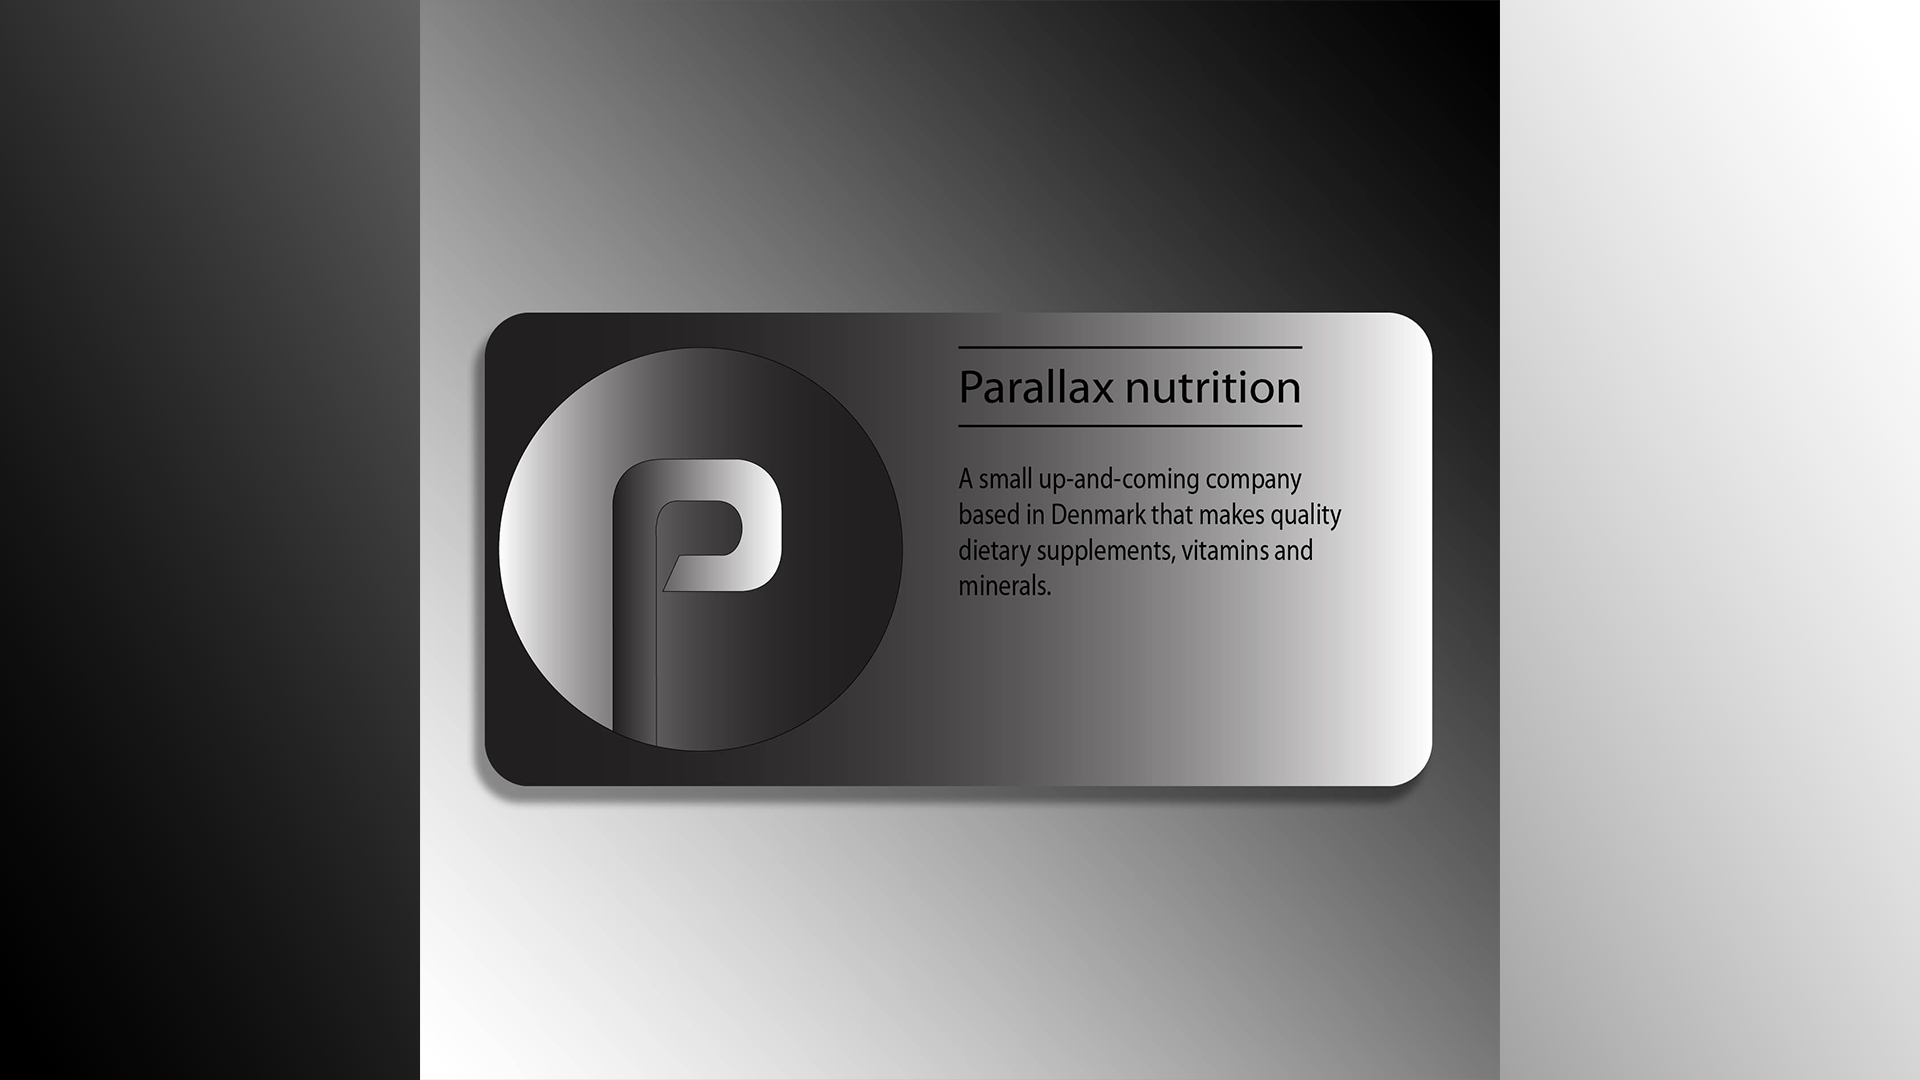 P
Parallax nutrition
A small up-and-coming company
based in Denmark that makes quality
dietary supplements, vitamins and
minerals.